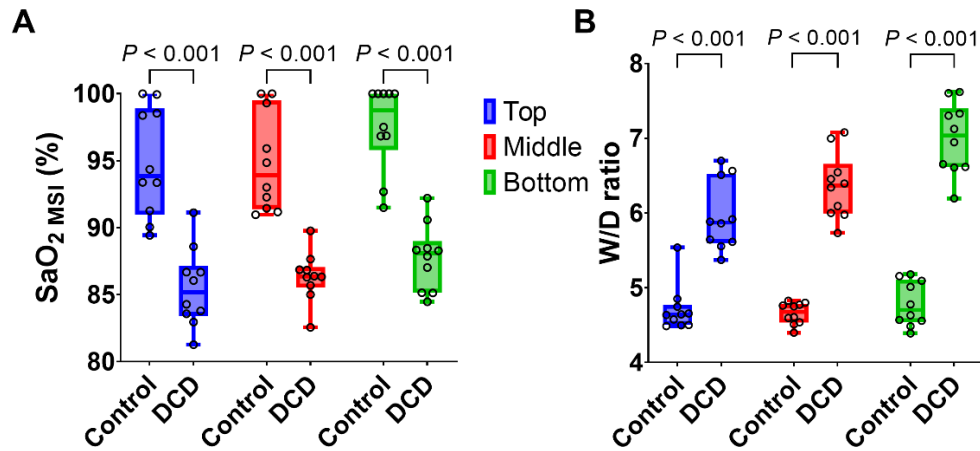 A
P < 0.001 P < 0.001 P < 0.001
SaO2 MSI (%)
100
95
90
85
80
Control DCD Control DCD Control DCD
Top
Middle
Bottom
B
P < 0.001 P < 0.001 P < 0.001
W/D ratio
8
7
6
5
4
Control DCD Control DCD Control DCD